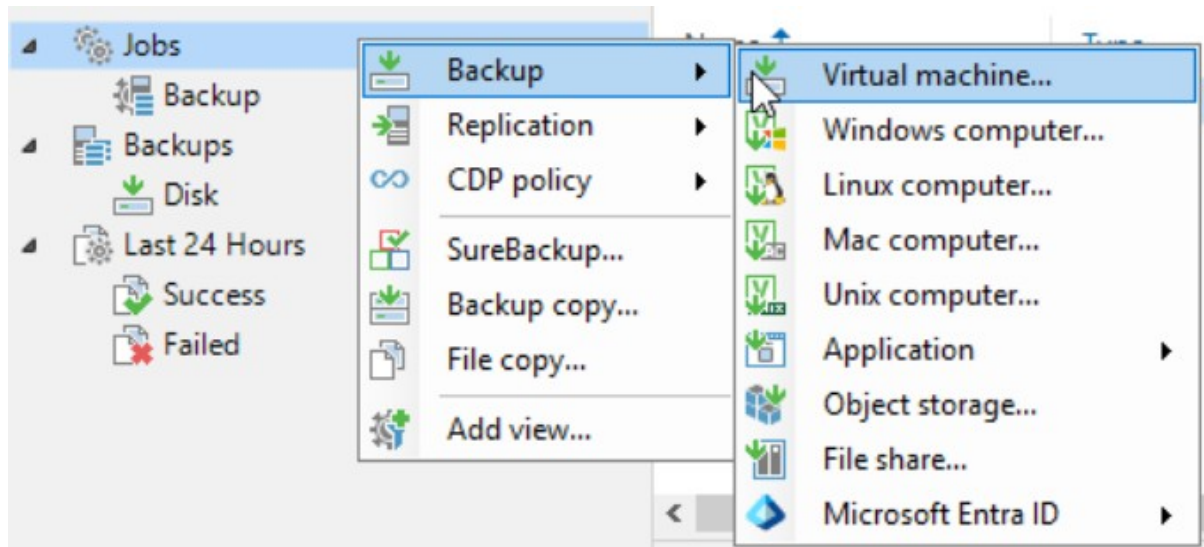 Jobs
Backup
Backups
Disk
Last 24 Hours
Success
Failed
Backup
Replication
CDP policy
SureBackup...
Backup copy...
File copy...
Add view...
Virtual machine...
Windows computer...
Linux computer...
Mac computer...
Unix computer...
Application
Object storage...
File share...
Microsoft Entra ID